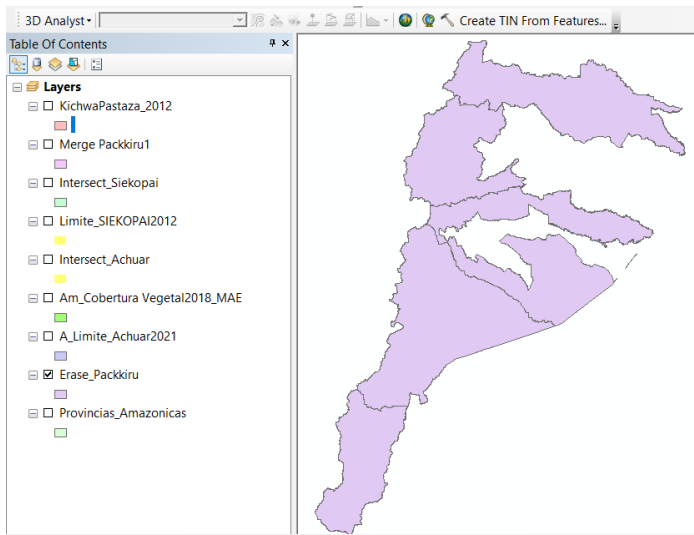 3D Analyst
Create TIN From Features...
Table Of Contents
Layers
KichwaPastaza_2012
Merge Packkiru1
Intersect_Siekopai
Limite_SIEKOPAI2012
Intersect_Achuar
Am_Cobertura Vegetal2018_MAE
A_Limite_Achuar2021
Erase_Packkiru
Provincias_Amazonicas